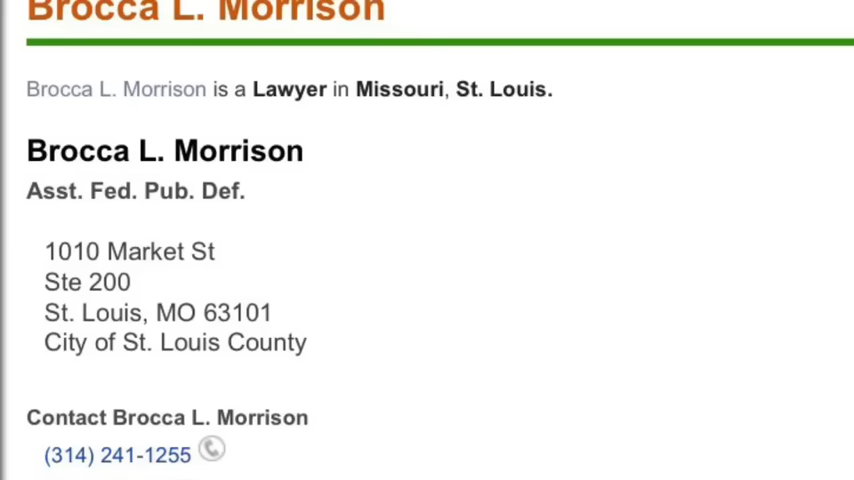 Brocca L. Morrison
Brocca L. Morrison is a Lawyer in Missouri, St. Louis.
Brocca L. Morrison
Asst. Fed. Pub. Def.
1010 Market St
Ste 200
St. Louis, MO 63101
City of St. Louis County
Contact Brocca L. Morrison
(314) 241-1255